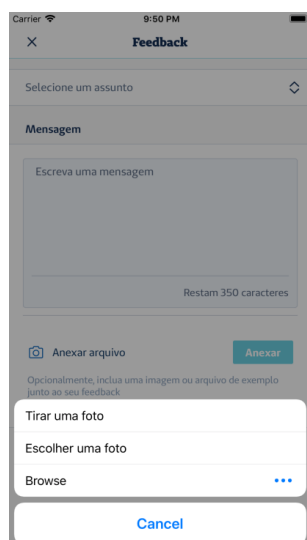 Carrier 9:50 PM
Feedback
Selecione um assunto
Mensagem
Escreva uma mensagem
Restam 350 caracteres
Anexar arquivo Anexar
Opcionalmente, inclua uma imagem ou arquivo de exemplo
junto ao seu feedback
Tirar uma foto
Escolher uma foto
Browse
Cancel